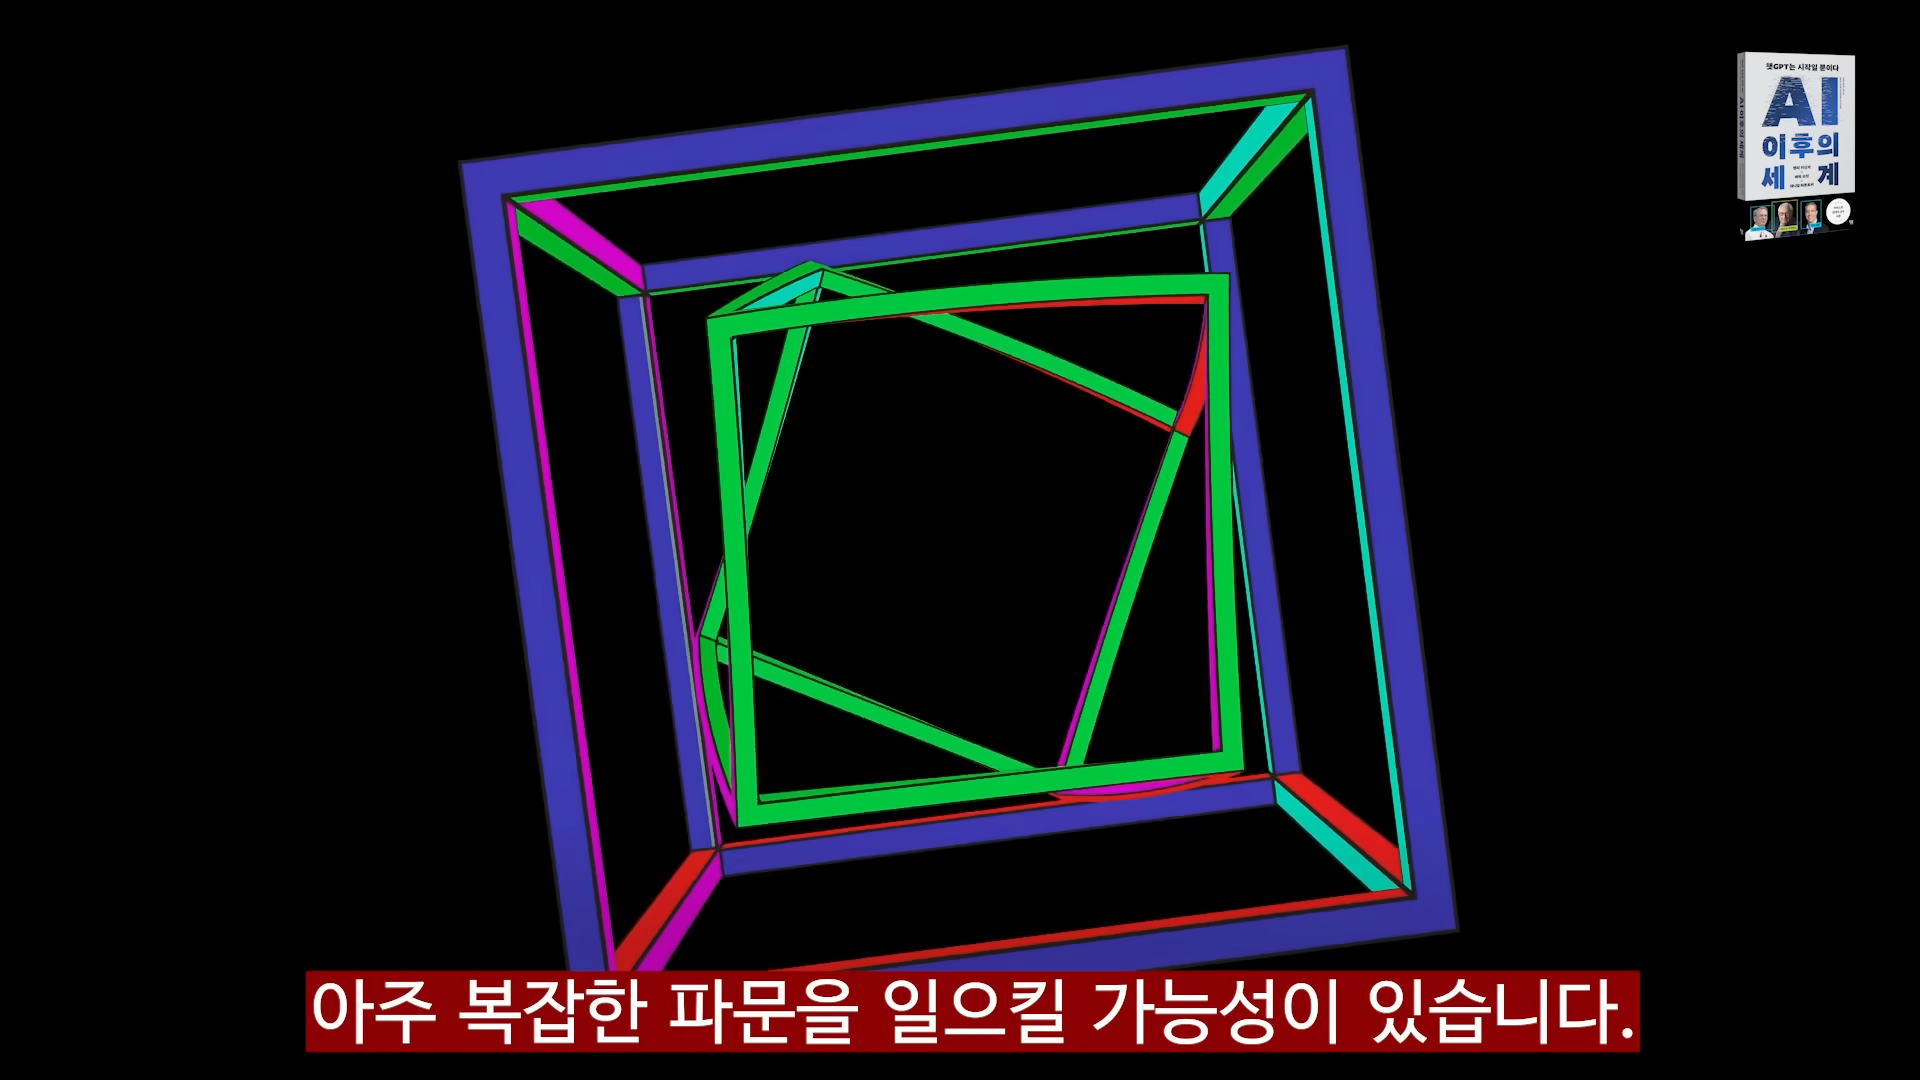 챗GPT는 시작일 뿐이다
AI
이후의
세계
아주 복잡한 파문을 일으킬 가능성이 있습니다.